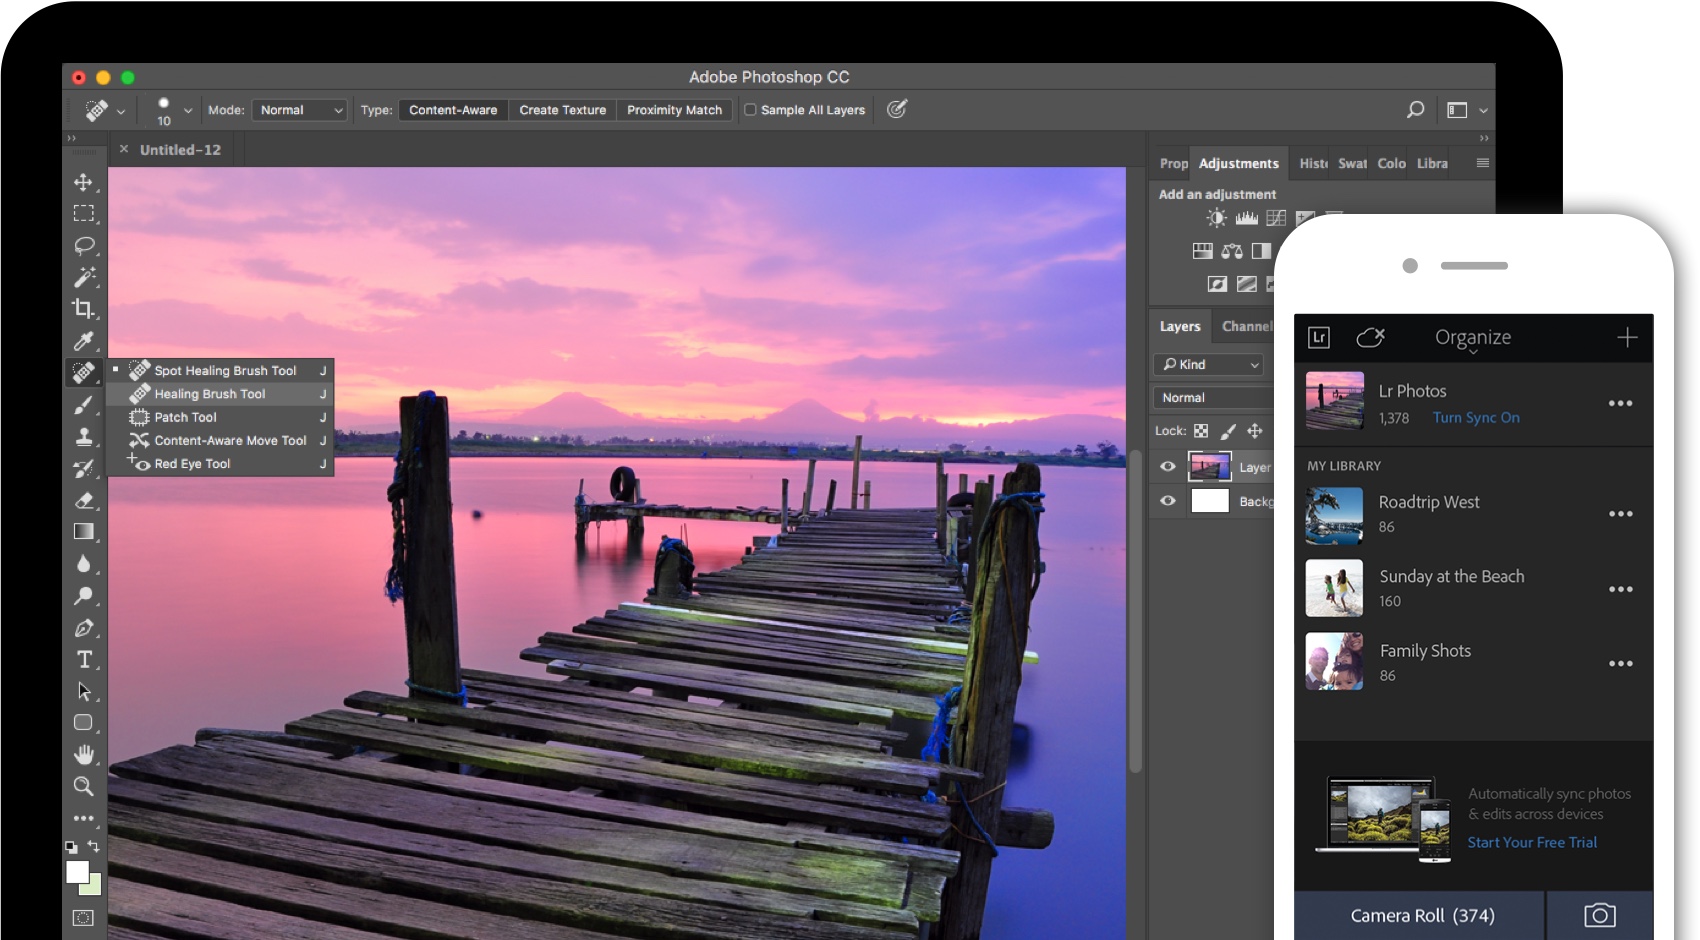 Adobe Photoshop CC
10
Mode: Normal
Type: Content-Aware Create Texture Proximity Match
Sample All Layers
Untitled-12
Prop Adjustments Histo Swat Colo Libra
Add an adjustment
Spot Healing Brush Tool J
Healing Brush Tool J
Patch Tool J
Content-Aware Move Tool J
Red Eye Tool J
T
Layers Channel
Kind
Normal
Lock:
Layer
Backg
Lr
Organize
Lr Photos
1,378 Turn Sync On
MY LIBRARY
Roadtrip West
86
Sunday at the Beach
160
Family Shots
86
Automatically sync photos
& edits across devices
Start Your Free Trial
Camera Roll (374)